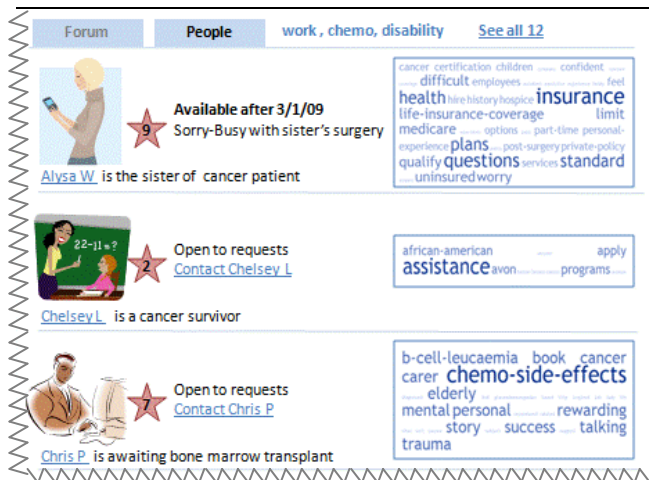 Forum People work , chemo, disability See all 12
Available after 3/1/09
9 Sorry-Busy with sister's surgery
Alysa W is the sister of cancer patient
cancer certification children confident
difficult employees feel
health hire history hospice insurance
life-insurance-coverage limit
medicare options part-time personal-
experience plans post-surgery private-policy
qualify questions services standard
uninsured worry
22-11=?
Open to requests
2 Contact Chelsey L
Chelsey L is a cancer survivor
african-american apply
assistance avon programs
Open to requests
7 Contact Chris P
Chris P is awaiting bone marrow transplant
b-cell-leucaemia book cancer
carer chemo-side-effects
elderly
mental personal rewarding
story success talking
trauma